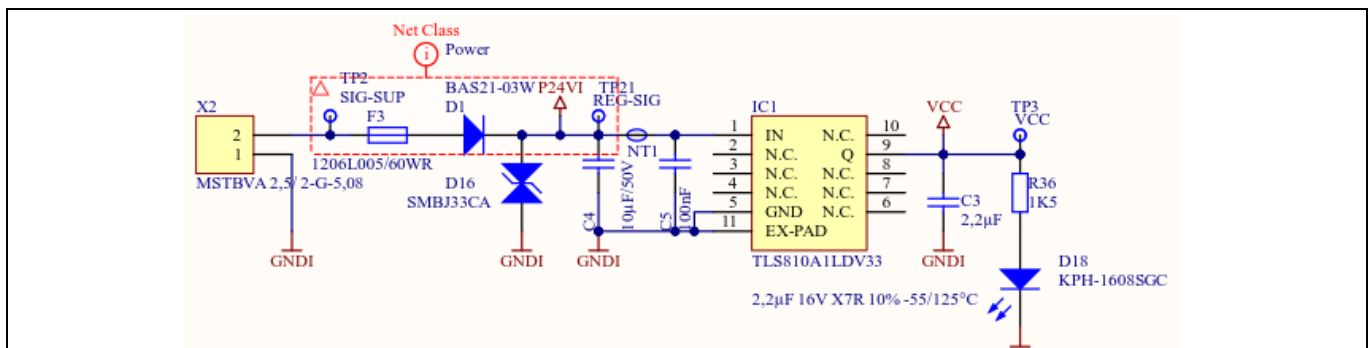 Net Class
i
Power
TP2
SIG-SUP
F3
1206L005/60WR
BAS21-03W
D1
P24VI
TP21
REG-SIG
NT1
X2
2
1
MSTBVA 2,5/ 2-G-5,08
GNDI
D16
SMBJ33CA
GNDI
C4
10µF/50V
GNDI
C5
100nF
IC1
1 IN N.C. 10
2 N.C. Q 9
3 N.C. N.C. 8
4 N.C. N.C. 7
5 GND N.C. 6
11 EX-PAD
TLS810A1LDV33
2,2µF 16V X7R 10% -55/125°C
VCC
C3
2,2µF
GNDI
TP3
VCC
R36
1K5
D18
KPH-1608SGC